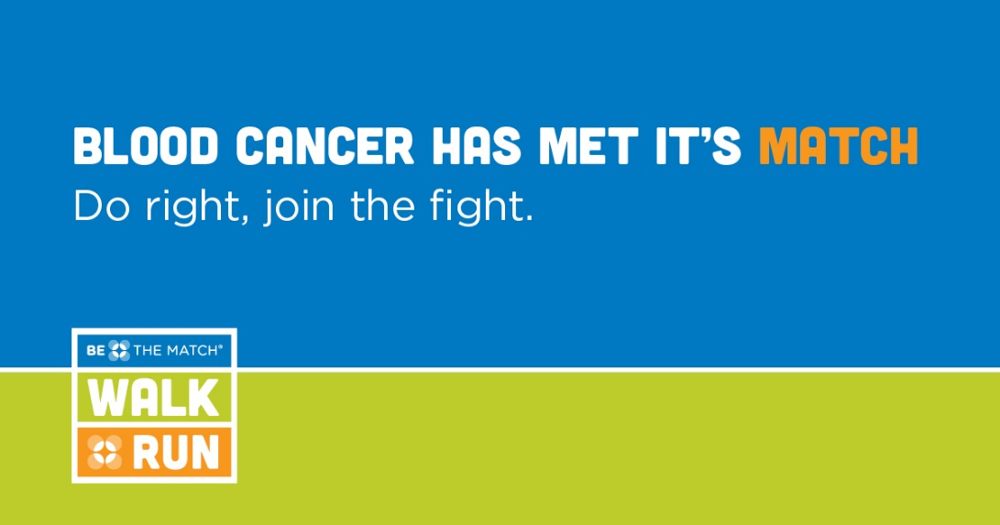 BLOOD CANCER HAS MET IT’S MATCH
Do right, join the fight.
BE THE MATCH®
WALK
RUN